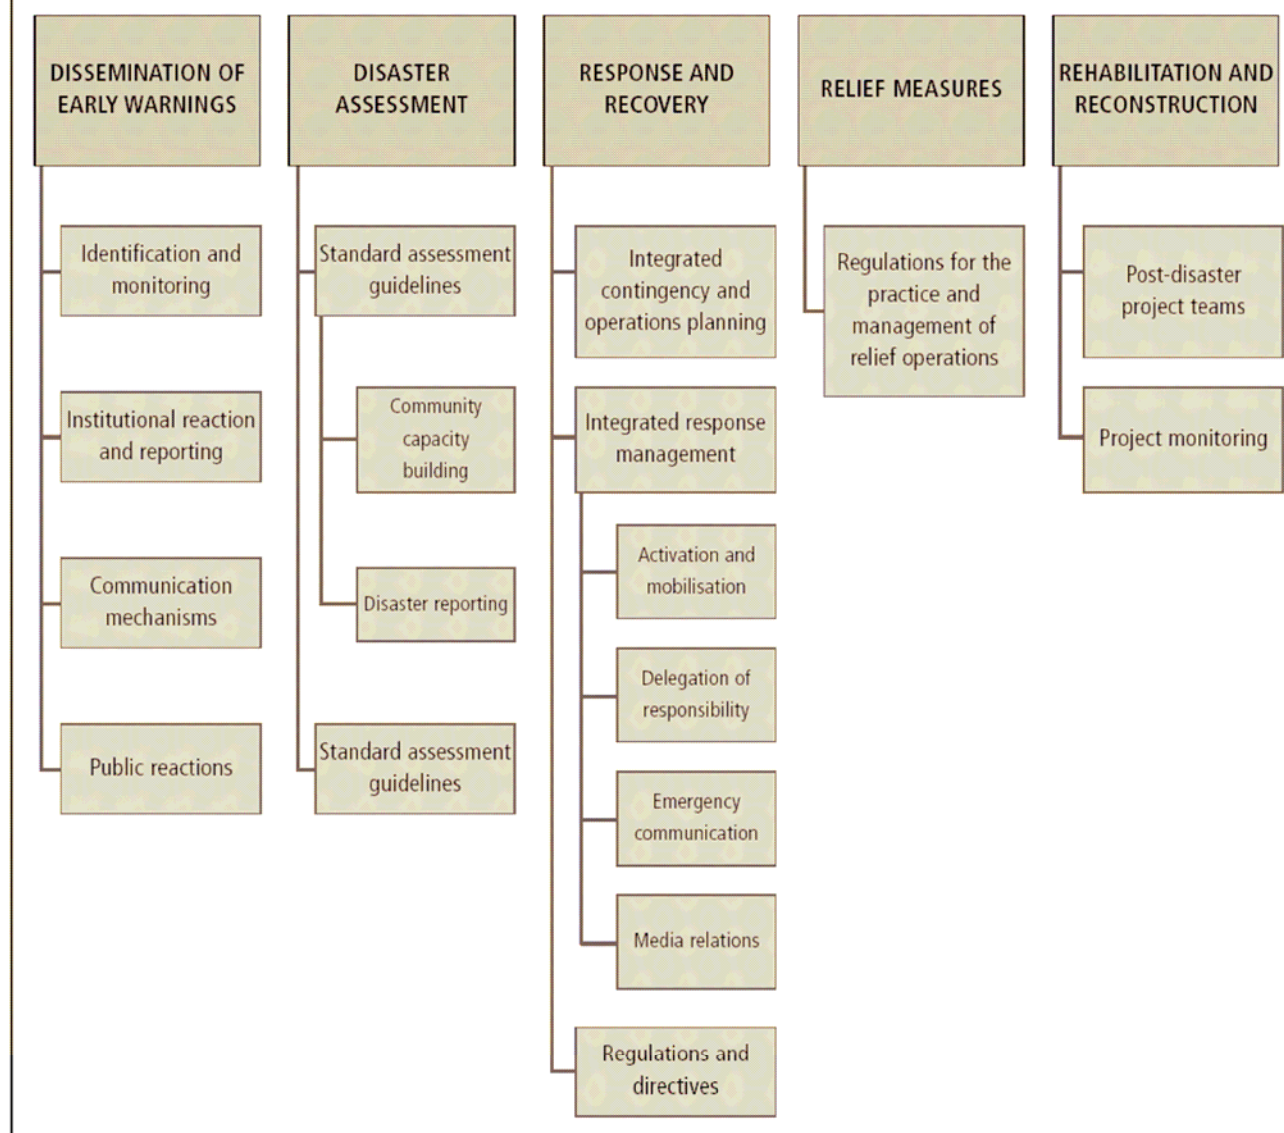 DISSEMINATION OF
EARLY WARNINGS
Identification and
monitoring
Institutional reaction
and reporting
Communication
mechanisms
Public reactions
DISASTER
ASSESSMENT
Standard assessment
guidelines
Community
capacity
building
Disaster reporting
Standard assessment
guidelines
RESPONSE AND
RECOVERY
Integrated
contingency and
operations planning
Integrated response
management
Activation and
mobilisation
Delegation of
responsibility
Emergency
communication
Media relations
Regulations and
directives
RELIEF MEASURES
Regulations for the
practice and
management of
relief operations
REHABILITATION AND
RECONSTRUCTION
Post-disaster
project teams
Project monitoring